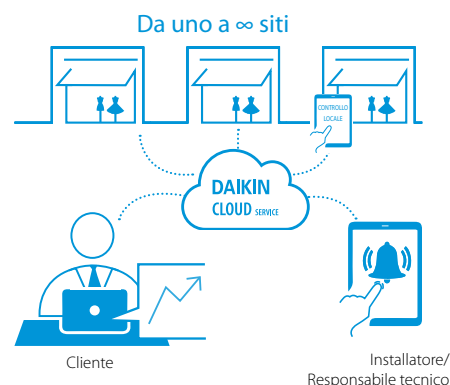 Da uno a ∞ siti
CONTROLLO
LOCALE
DAIKIN
CLOUD SERVICE
Cliente
Installatore/
Responsabile tecnico